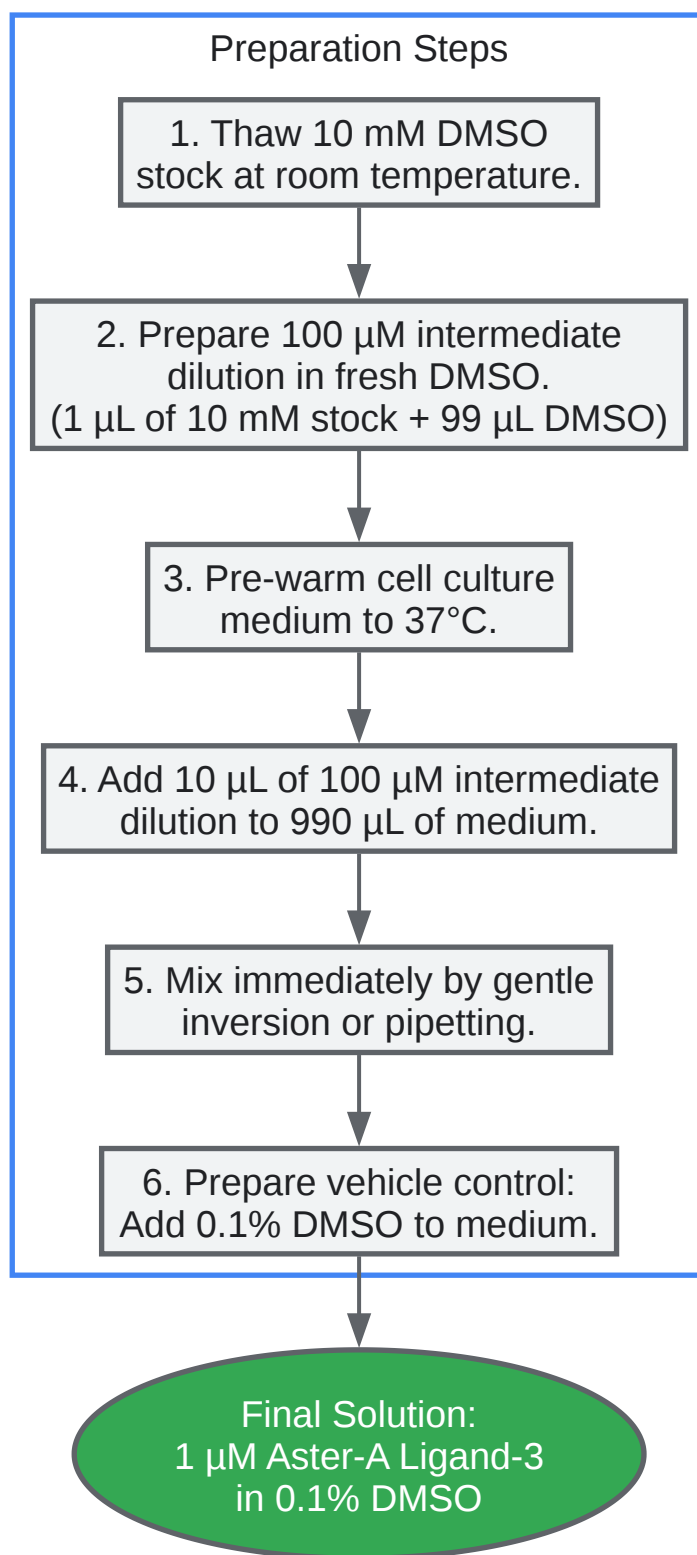 Preparation Steps
1. Thaw 10 mM DMSO
stock at room temperature.
2. Prepare 100 µM intermediate
dilution in fresh DMSO.
(1 µL of 10 mM stock + 99 µL DMSO)
3. Pre-warm cell culture
medium to 37°C.
4. Add 10 µL of 100 µM intermediate
dilution to 990 µL of medium.
5. Mix immediately by gentle
inversion or pipetting.
6. Prepare vehicle control:
Add 0.1% DMSO to medium.
Final Solution:
1 µM Aster-A Ligand-3
in 0.1% DMSO